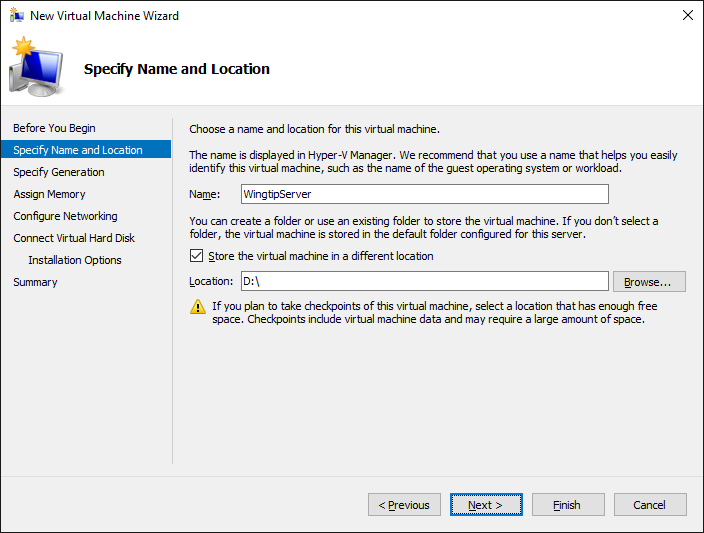 New Virtual Machine Wizard
Specify Name and Location
Before You Begin
Specify Name and Location
Specify Generation
Assign Memory
Configure Networking
Connect Virtual Hard Disk
Installation Options
Summary
Choose a name and location for this virtual machine.
The name is displayed in Hyper-V Manager. We recommend that you use a name that helps you easily
identify this virtual machine, such as the name of the guest operating system or workload.
Name: WingtipServer
You can create a folder or use an existing folder to store the virtual machine. If you don't select a
folder, the virtual machine is stored in the default folder configured for this server.
Store the virtual machine in a different location
Location: D:\ Browse...
If you plan to take checkpoints of this virtual machine, select a location that has enough free
space. Checkpoints include virtual machine data and may require a large amount of space.
< Previous Next > Finish Cancel